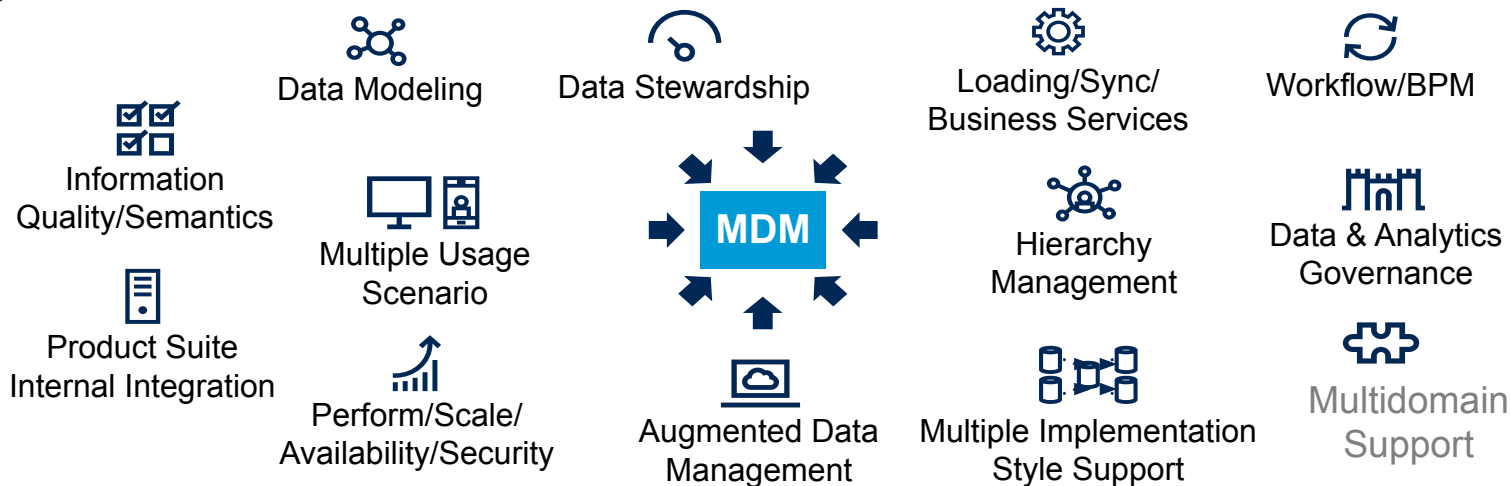 Data Modeling
Data Stewardship
Loading/Sync/
Business Services
Workflow/BPM
Information
Quality/Semantics
Multiple Usage
Scenario
MDM
Hierarchy
Management
Data & Analytics
Governance
Product Suite
Internal Integration
Perform/Scale/
Availability/Security
Augmented Data
Management
Multiple Implementation
Style Support
Multidomain
Support